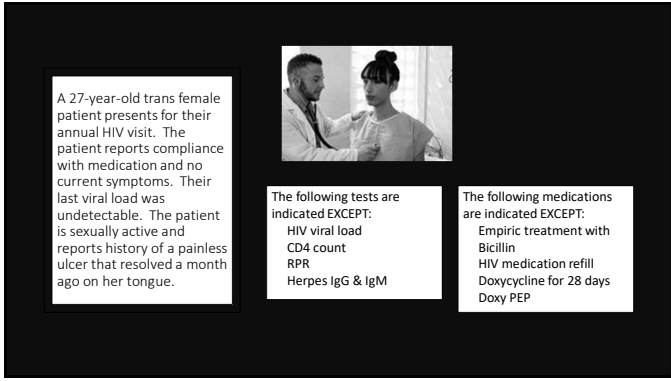 A 27-year-old trans female
patient presents for their
annual HIV visit.  The
patient reports compliance
with medication and no
current symptoms.  Their
last viral load was
undetectable.  The patient
is sexually active and
reports history of a painless
ulcer that resolved a month
ago on her tongue.
The following tests are
indicated EXCEPT:
HIV viral load
CD4 count
RPR
Herpes IgG & IgM
The following medications
are indicated EXCEPT:
Empiric treatment with
Bicillin
HIV medication refill
Doxycycline for 28 days
Doxy PEP